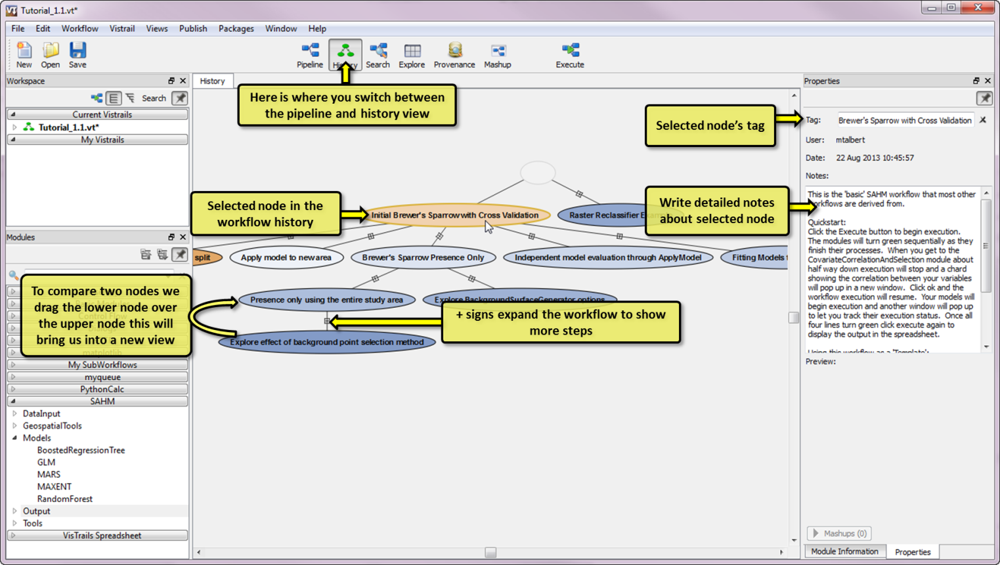 Tutorial_1.1.vt*
File Edit Workflow Vistrail Views Publish Packages Window Help
New Open Save Pipeline History Search Explore Provenance Mashup Execute
Workspace
Search
Current Vistrails
Tutorial_1.1.vt*
My Vistrails
Modules
To compare two nodes we
drag the lower node over
the upper node this will
bring us into a new view
Control Flow
matplotlib
My SubWorkflows
myqueue
PythonCalc
SAHM
DataInput
GeospatialTools
Models
BoostedRegressionTree
GLM
MARS
MAXENT
RandomForest
Output
Tools
VisTrails Spreadsheet
History
Here is where you switch between
the pipeline and history view
Selected node in the
workflow history
Initial Brewer's Sparrow with Cross Validation
Raster Reclassifier
split
Apply model to new area
Brewer's Sparrow Presence Only
Independent model evaluation through ApplyModel
Fitting Models
Presence only using the entire study area
Explore BackgroundSurfaceGenerator options
+ signs expand the workflow to show
more steps
Explore effect of background point selection method
Selected node's tag
Write detailed notes
about selected node
Properties
Tag: Brewer's Sparrow with Cross Validation
User: mtalbert
Date: 22 Aug 2013 10:45:57
Notes:
This is the 'basic' SAHM workflow that most other
workflows are derived from.
Quickstart:
Click the Execute button to begin execution.
The modules will turn green sequentially as they
finish their processes. When you get to the
CovariateCorrelationAndSelection module about
half way down execution will stop and a chard
showing the correlation between your variables
will pop up in a new window. Click ok and the
workflow execution will resume. Your models will
begin execution and another window will pop up
to let you track their execution status. Once all
four lines turn green click execute again to
display the output in the spreadsheet.
Using this workflow as a 'Template':
Preview:
Mashups (0)
Module Information Properties